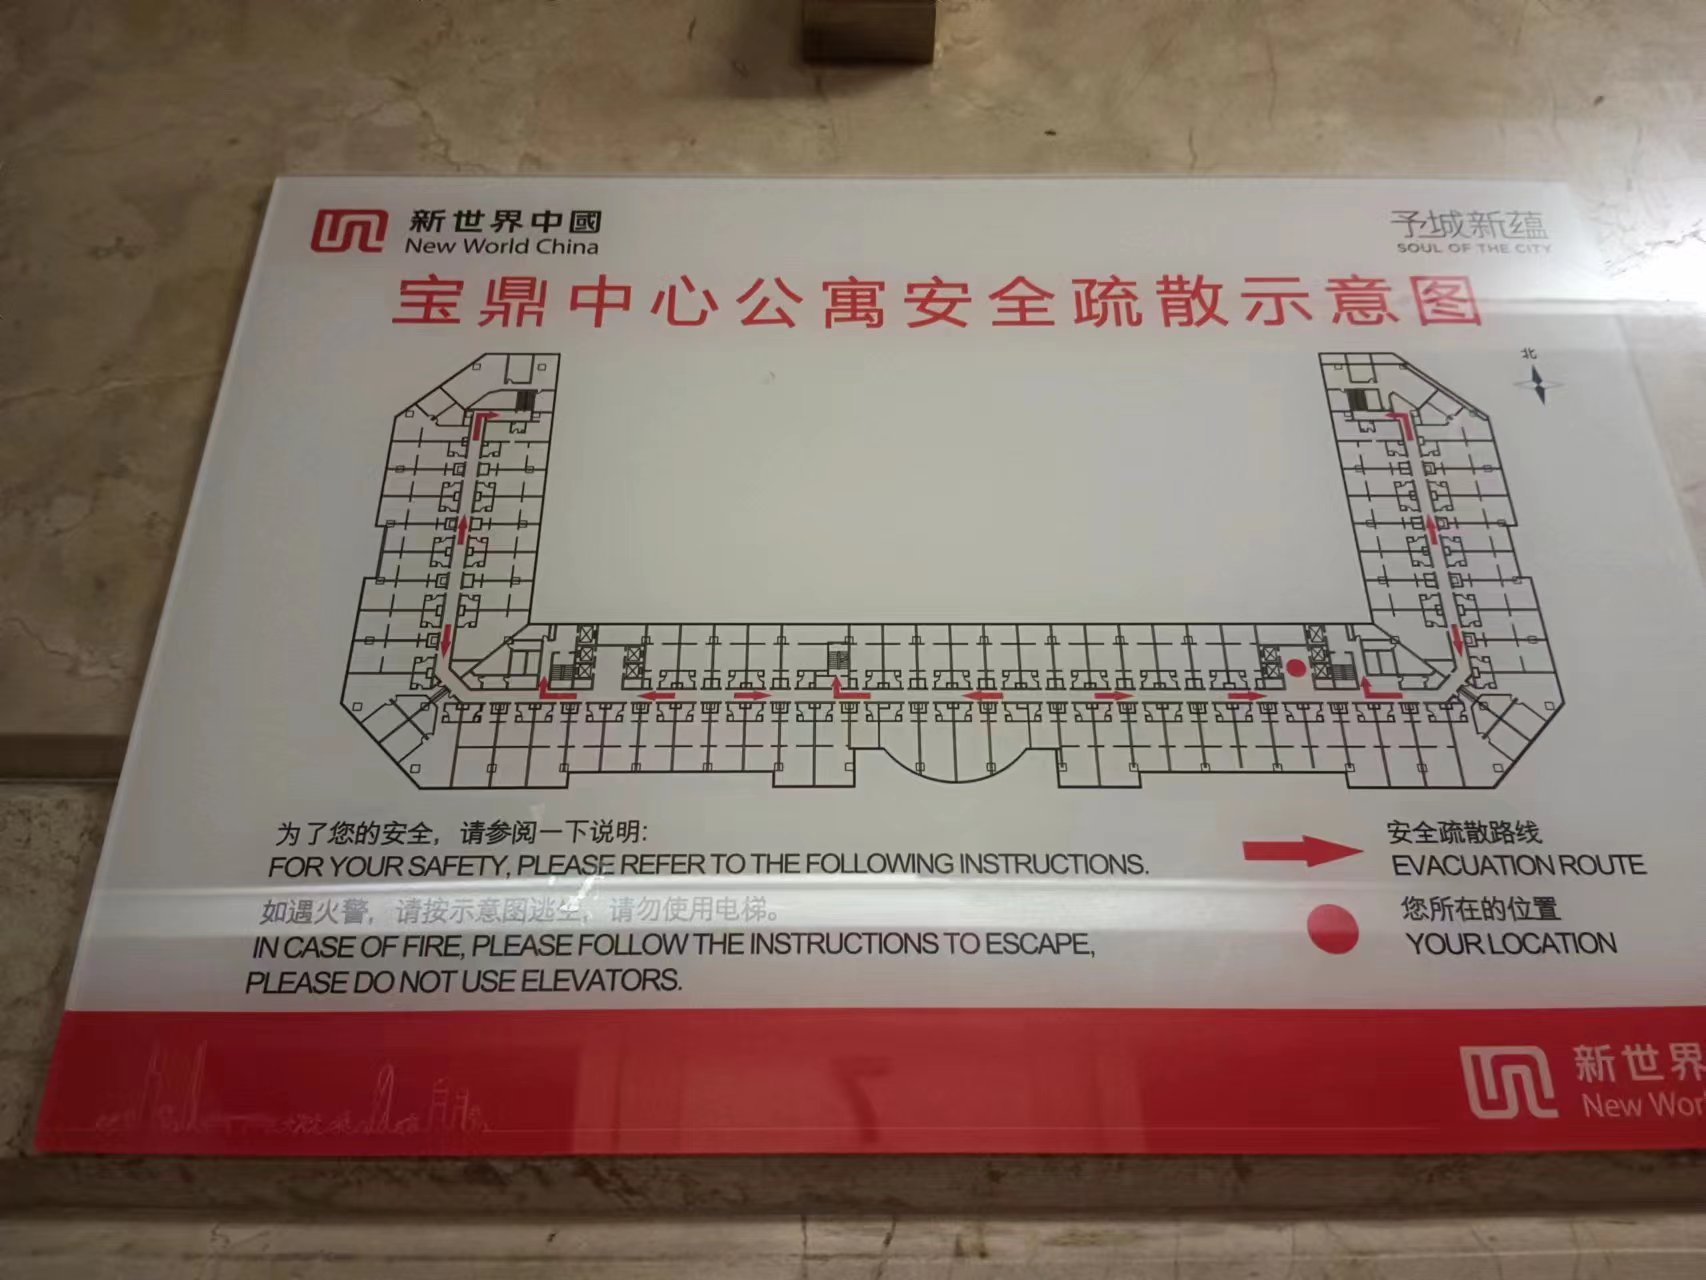 新世界中國
New World China
予城新蕴
SOUL OF THE CITY
宝鼎中心公寓安全疏散示意图
北
为了您的安全，请参阅一下说明：
FOR YOUR SAFETY, PLEASE REFER TO THE FOLLOWING INSTRUCTIONS.
如遇火警，请按示意图逃生，请勿使用电梯。
IN CASE OF FIRE, PLEASE FOLLOW THE INSTRUCTIONS TO ESCAPE,
PLEASE DO NOT USE ELEVATORS.
安全疏散路线
EVACUATION ROUTE
您所在的位置
YOUR LOCATION
新世界
New Wor